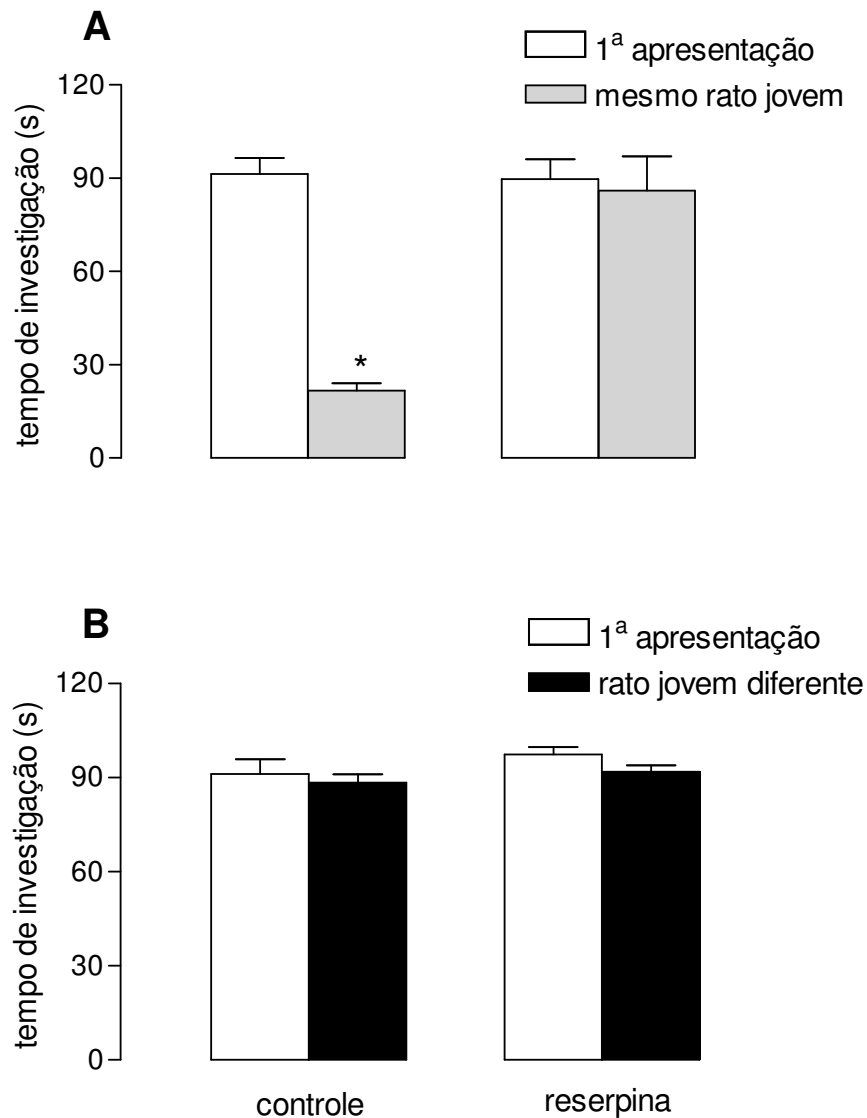 A
1ª apresentação
mesmo rato jovem
tempo de investigação (s)
120
90
60
30
0
*
B
1ª apresentação
rato jovem diferente
tempo de investigação (s)
120
90
60
30
0
controle
reserpina